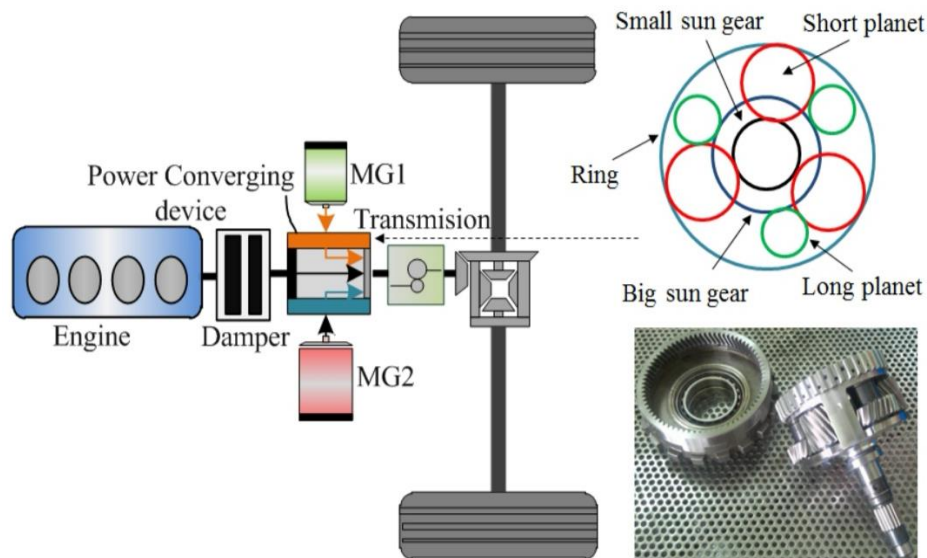 Small sun gear
Short planet
MG1
Power Converging
device
Transmision
Ring
Engine
Damper
MG2
Big sun gear
Long planet